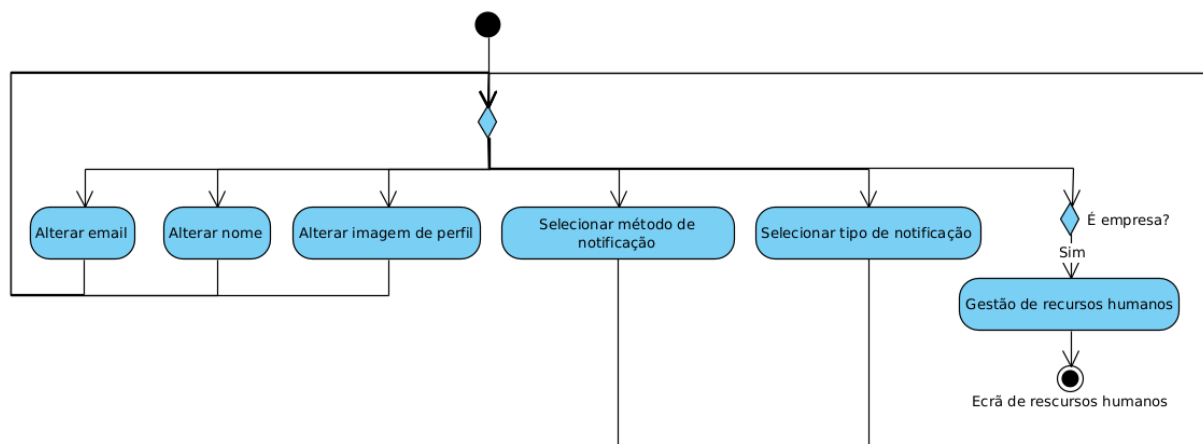 Alterar email
Alterar nome
Alterar imagem de perfil
Selecionar método de
notificação
Selecionar tipo de notificação
É empresa?
Sim
Gestão de recursos humanos
Ecrã de rescursos humanos